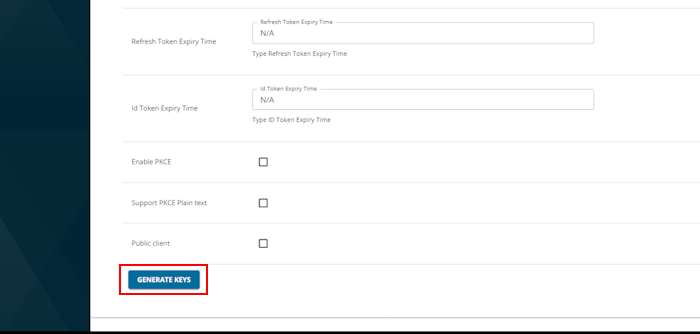 Refresh Token Expiry Time
Refresh Token Expiry Time
N/A
Type Refresh Token Expiry Time
Id Token Expiry Time
Id Token Expiry Time
N/A
Type ID Token Expiry Time
Enable PKCE
Support PKCE Plain text
Public client
GENERATE KEYS